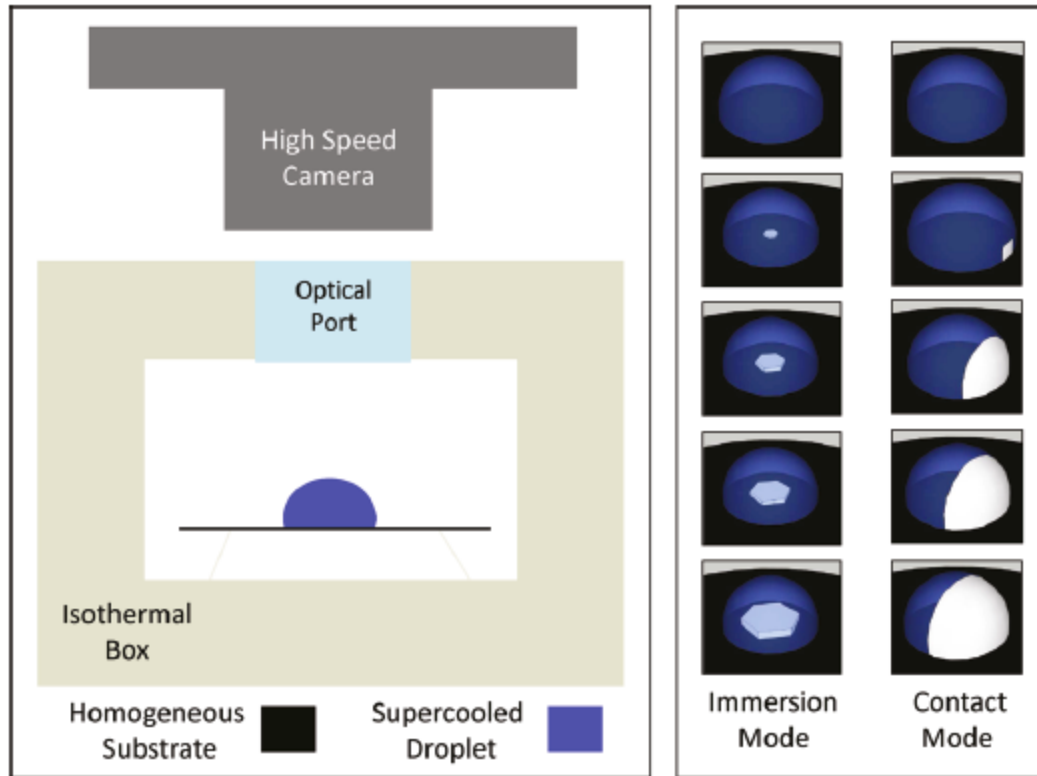 High Speed
Camera
Optical
Port
Isothermal
Box
Homogeneous
Substrate
Supercooled
Droplet
Immersion
Mode
Contact
Mode